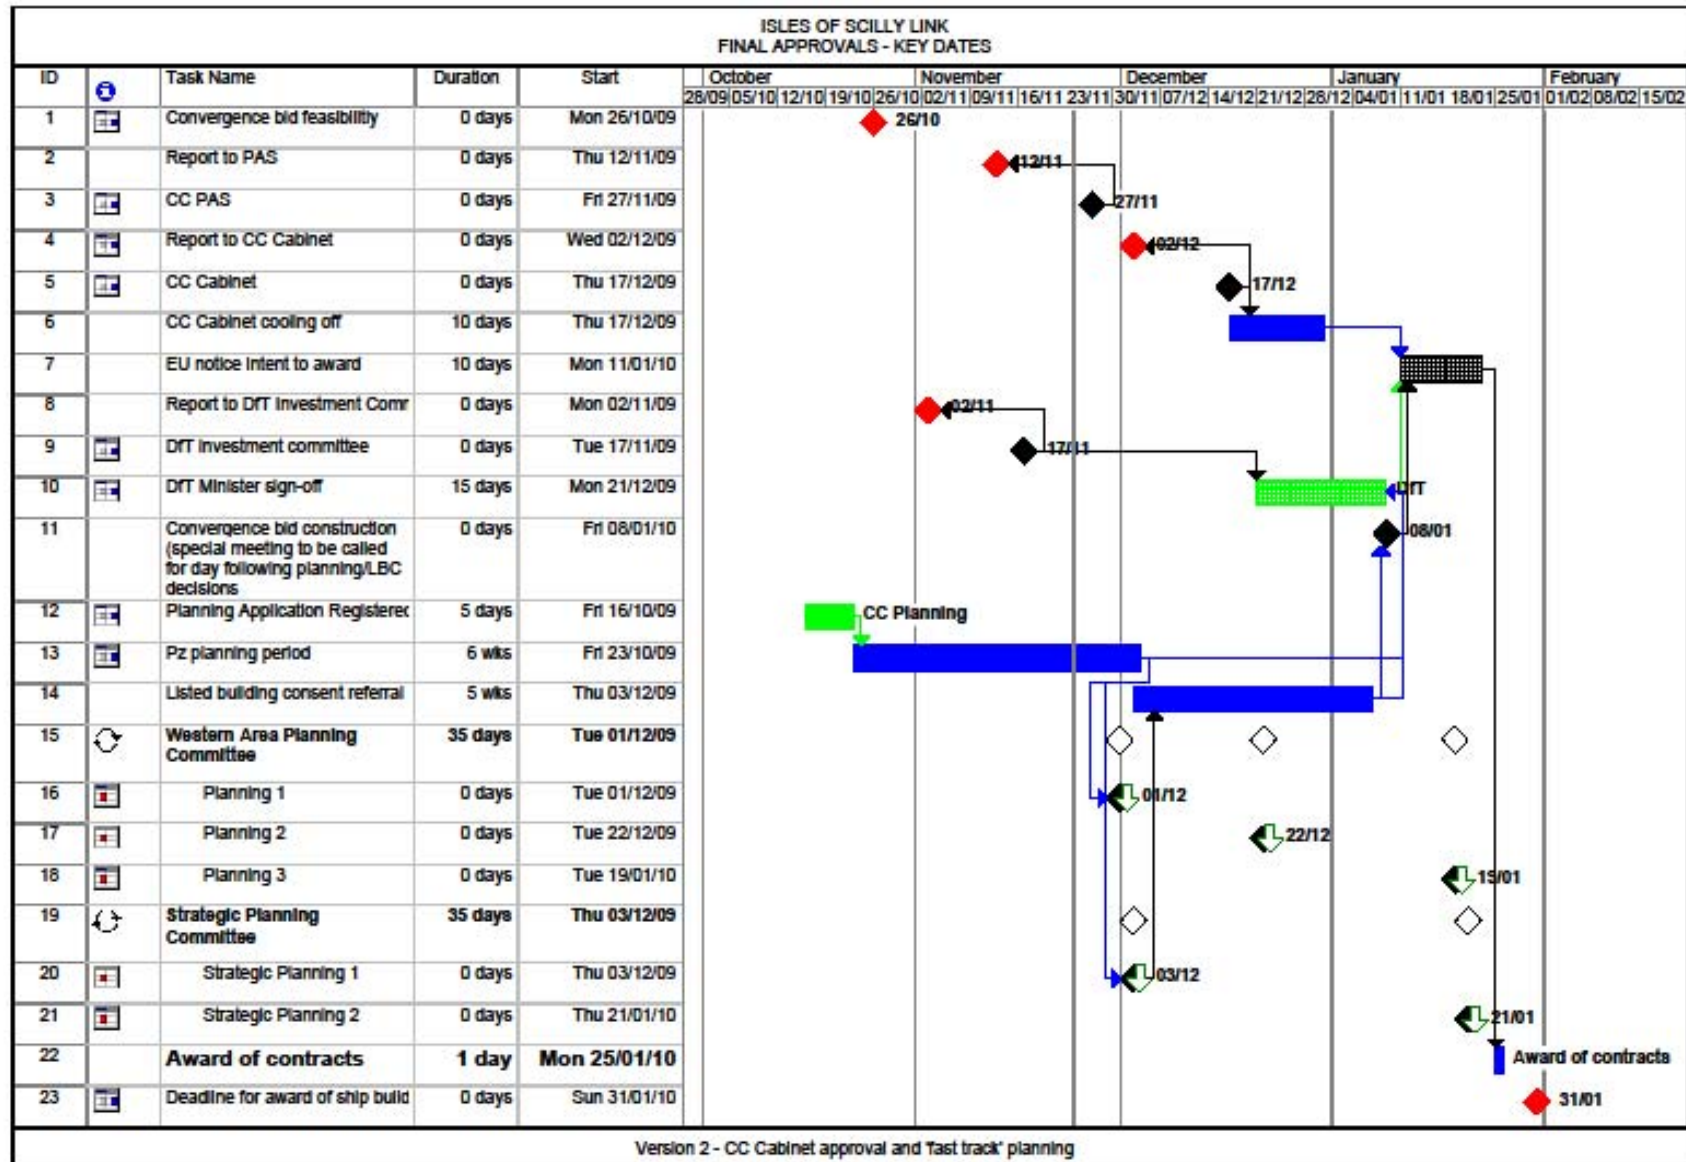 ISLES OF SCILLY LINK
FINAL APPROVALS - KEY DATES
ID Task Name Duration Start October November December January February
28/09 05/10 12/10 19/10 26/10 02/11 09/11 16/11 23/11 30/11 07/12 14/12 21/12 28/12 04/01 11/01 18/01 25/01 01/02 08/02 15/02
1 Convergence bid feasibility 0 days Mon 26/10/09 26/10
2 Report to PAS 0 days Thu 12/11/09 12/11
3 CC PAS 0 days Fri 27/11/09 27/11
4 Report to CC Cabinet 0 days Wed 02/12/09 02/12
5 CC Cabinet 0 days Thu 17/12/09 17/12
6 CC Cabinet cooling off 10 days Thu 17/12/09
7 EU notice intent to award 10 days Mon 11/01/10
8 Report to DfT Investment Comr 0 days Mon 02/11/09 02/11
9 DfT investment committee 0 days Tue 17/11/09 17/11
10 DfT Minister sign-off 15 days Mon 21/12/09 DfT
11 Convergence bid construction 0 days Fri 08/01/10 08/01
(special meeting to be called
for day following planning/LBC
decisions
12 Planning Application Registerec 5 days Fri 16/10/09 CC Planning
13 Pz planning period 6 wks Fri 23/10/09
14 Listed building consent referral 5 wks Thu 03/12/09
15 Western Area Planning 35 days Tue 01/12/09
Committee
16 Planning 1 0 days Tue 01/12/09 01/12
17 Planning 2 0 days Tue 22/12/09 22/12
18 Planning 3 0 days Tue 19/01/10 19/01
19 Strategic Planning 35 days Thu 03/12/09
Committee
20 Strategic Planning 1 0 days Thu 03/12/09 03/12
21 Strategic Planning 2 0 days Thu 21/01/10 21/01
22 Award of contracts 1 day Mon 25/01/10 Award of contracts
23 Deadline for award of ship build 0 days Sun 31/01/10 31/01
Version 2 - CC Cabinet approval and "fast track' planning